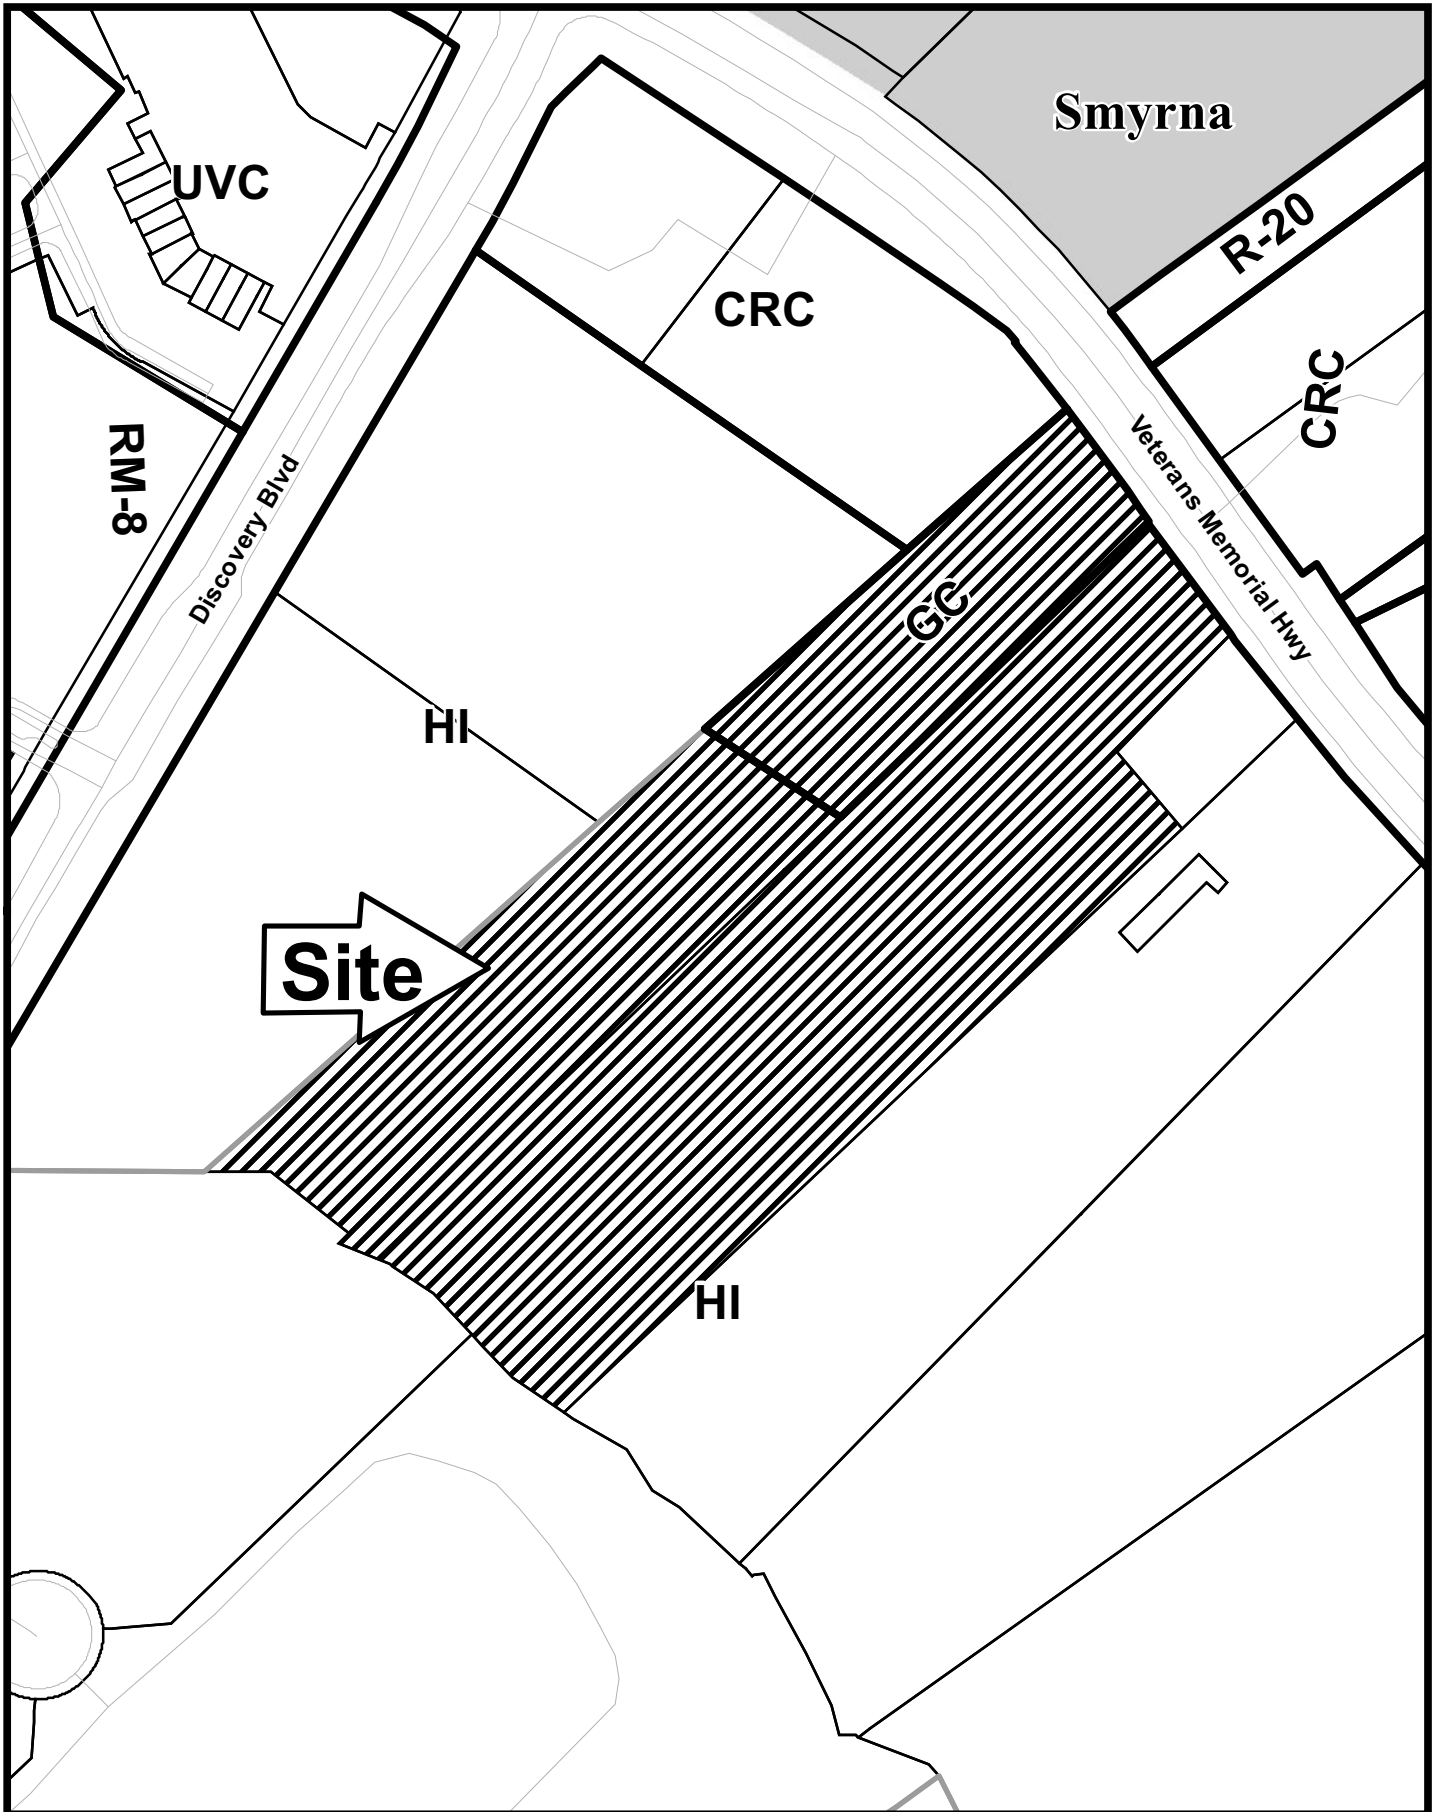 Smyrna
UVC
R-20
CRC
CRC
RM-8
Discovery Blvd
Veterans Memorial Hwy
GC
HI
Site
HI